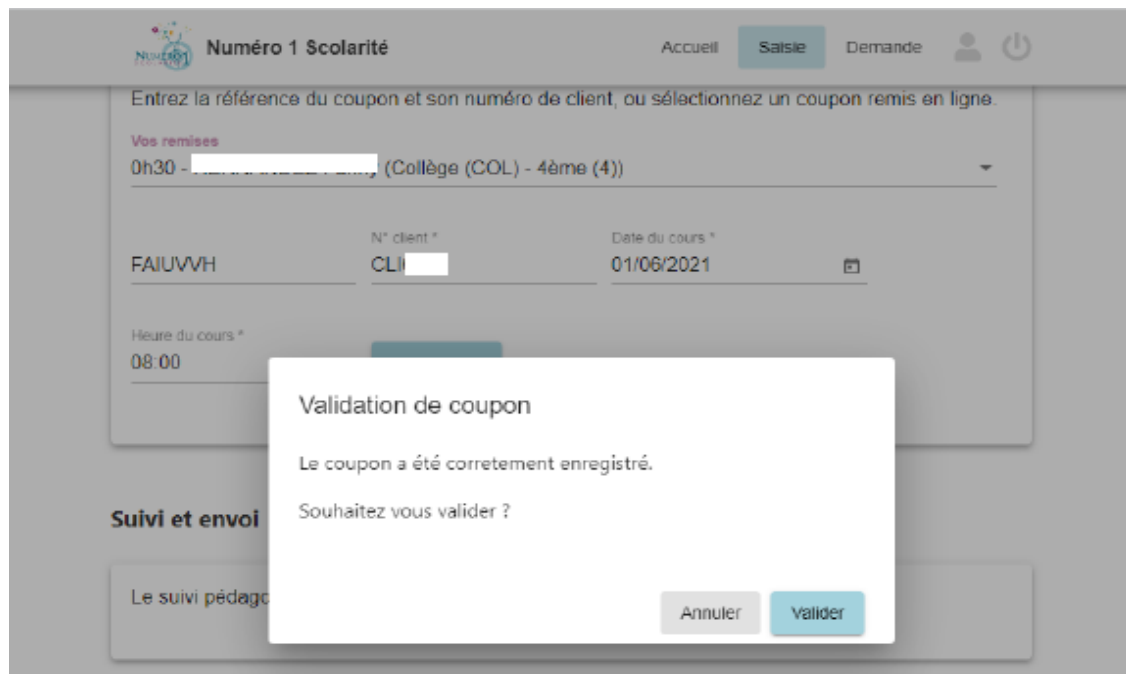 Numéro 1 Scolarité Accueil Saisie Demande
Entrez la référence du coupon et son numéro de client, ou sélectionnez un coupon remis en ligne.
Vos remises
0h30 - (Collège (COL) - 4ème (4))
N° client * Date du cours *
FAIUVVH CLI 01/06/2021
Heure du cours *
08:00
Validation de coupon
Le coupon a été corretement enregistré.
Souhaitez vous valider ?
Suivi et envoi
Le suivi
Annuler Valider